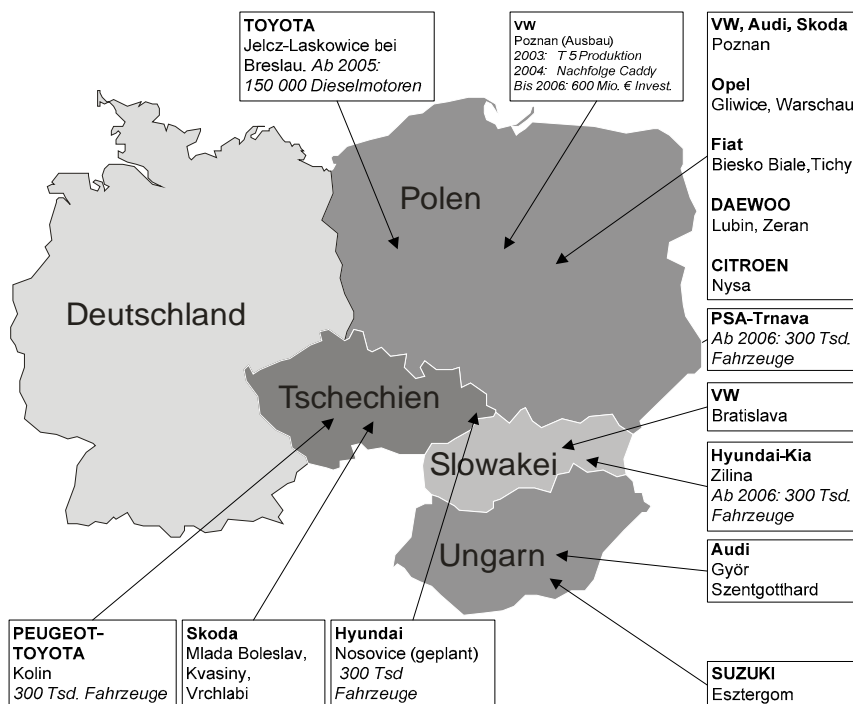 TOYOTA
Jelcz-Laskowice bei
Breslau. Ab 2005:
150 000 Dieselmotoren
VW
Poznan (Ausbau)
2003: T 5 Produktion
2004: Nachfolge Caddy
Bis 2006: 600 Mio. € Invest.
VW, Audi, Skoda
Poznan
Opel
Gliwice, Warschau
Fiat
Biesko Biale,Tichy
DAEWOO
Lubin, Zeran
CITROEN
Nysa
Polen
Deutschland
PSA-Trnava
Ab 2006: 300 Tsd.
Fahrzeuge
Tschechien
VW
Bratislava
Slowakei
Hyundai-Kia
Zilina
Ab 2006: 300 Tsd.
Fahrzeuge
Ungarn
Audi
Györ
Szentgotthard
PEUGEOT-
TOYOTA
Kolin
300 Tsd. Fahrzeuge
Skoda
Mlada Boleslav,
Kvasiny,
Vrchlabi
Hyundai
Nosovice (geplant)
300 Tsd
Fahrzeuge
SUZUKI
Esztergom